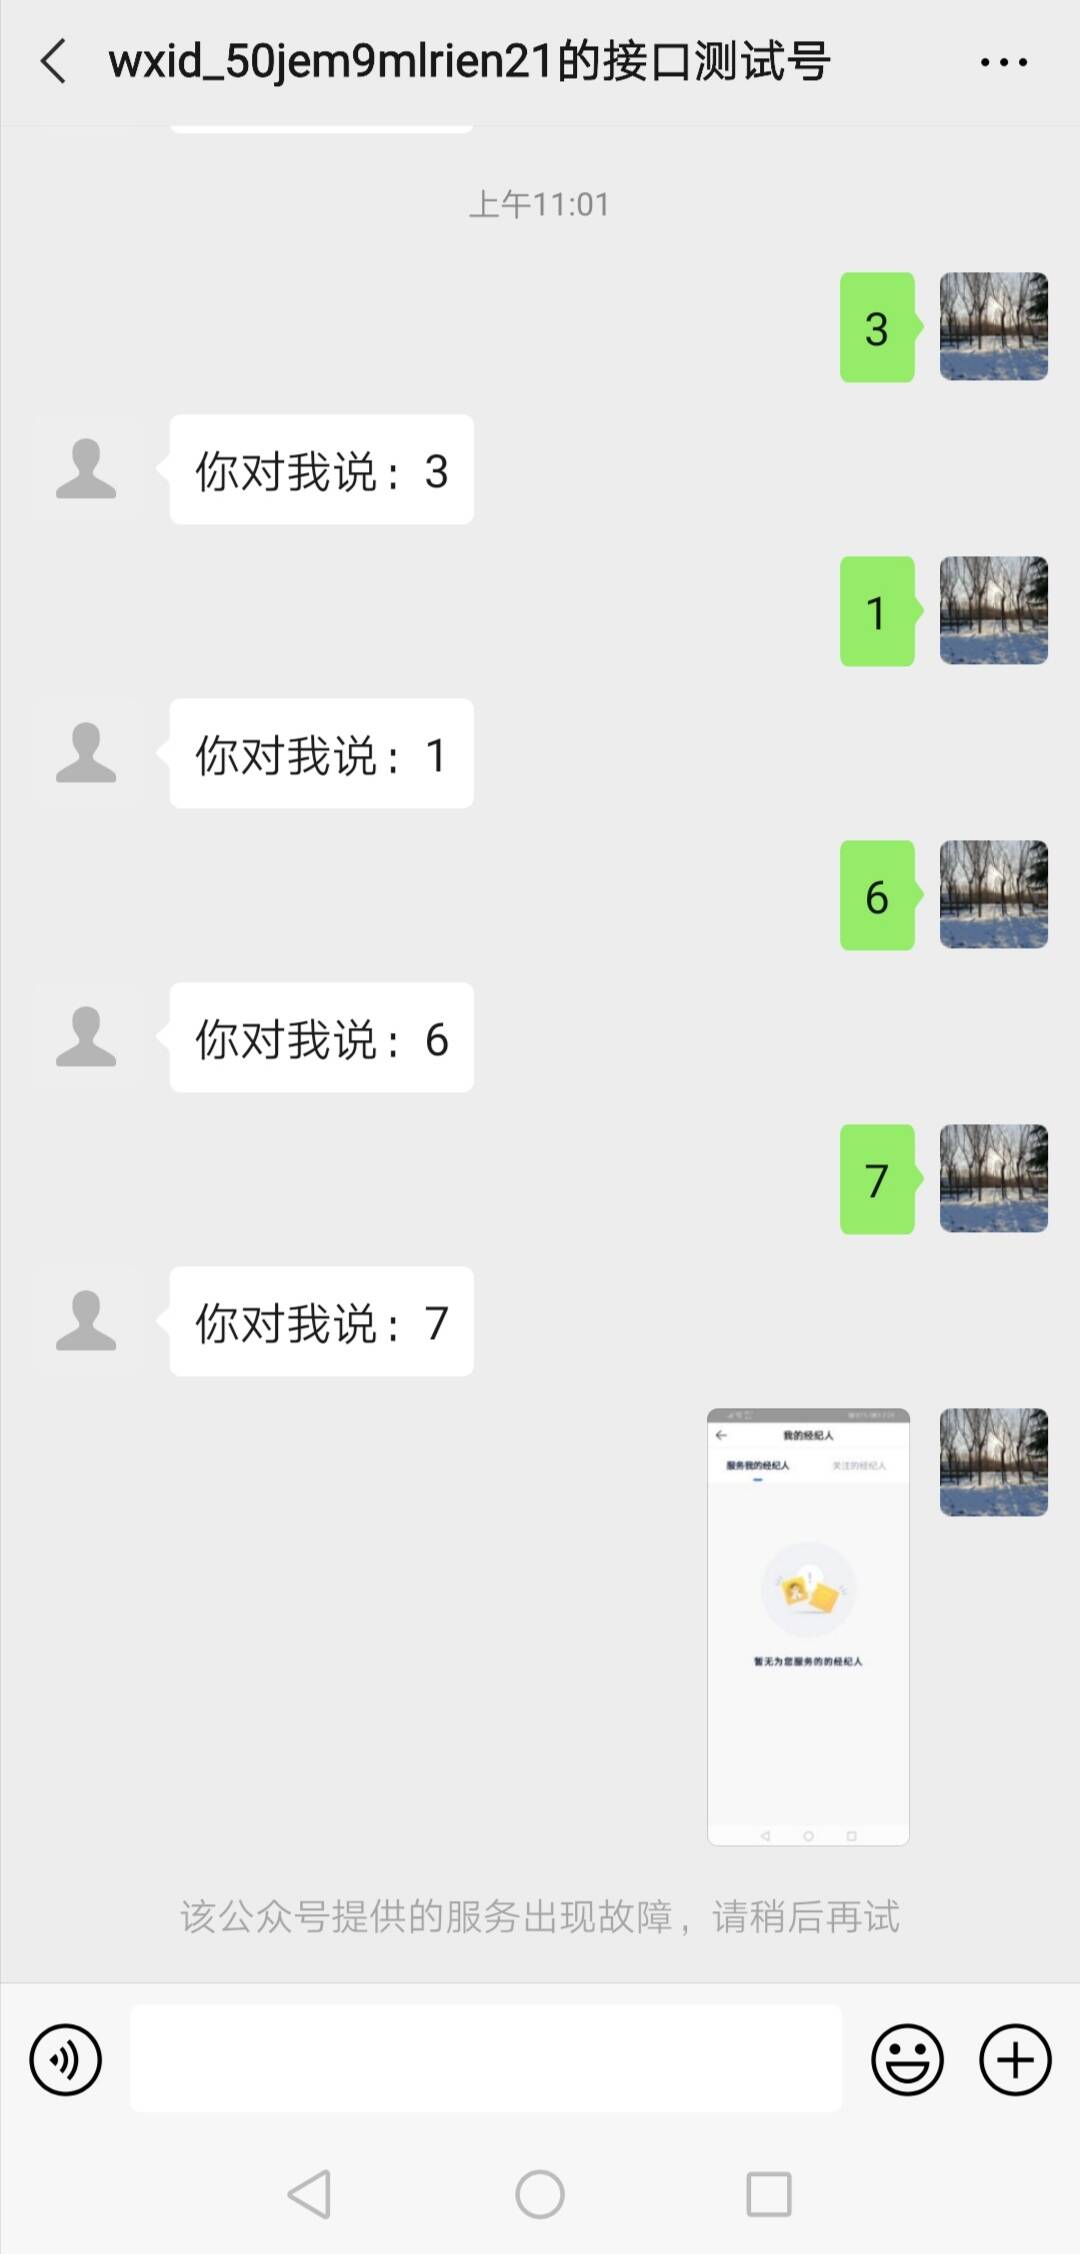 wxid_50jem9mlrien21的接口测试号
上午11:01
3
你对我说：3
1
你对我说：1
6
你对我说：6
7
你对我说：7
我的经纪人
服务我的经纪人
关注的经纪人
暂无为您服务的的经纪人
该公众号提供的服务出现故障，请稍后再试